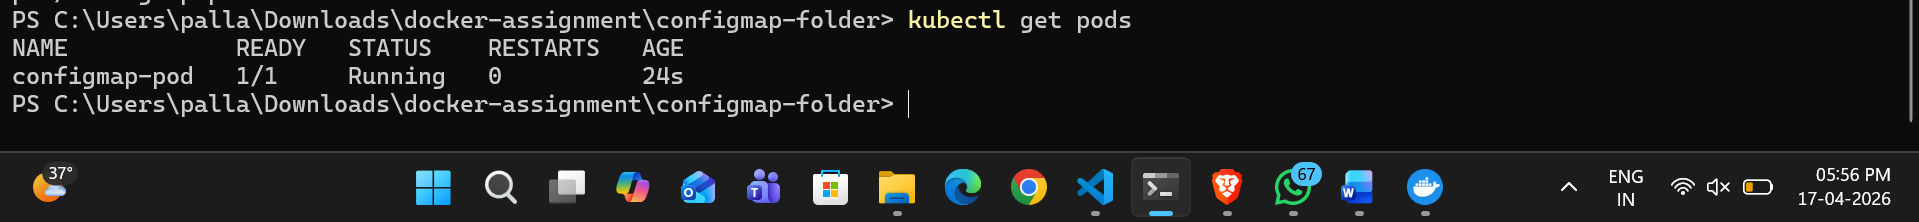 PS C:\Users\palla\Downloads\docker-assignment\configmap-folder> kubectl get pods
NAME            READY   STATUS    RESTARTS   AGE
configmap-pod   1/1     Running   0          24s
PS C:\Users\palla\Downloads\docker-assignment\configmap-folder>
37°
67
ENG
IN
05:56 PM
17-04-2026